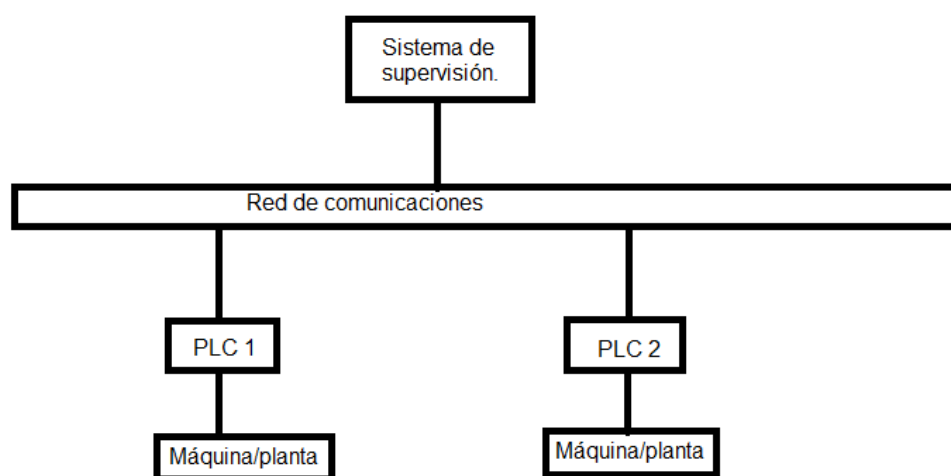 Sistema de
supervisión.
Red de comunicaciones
PLC 1
PLC 2
Máquina/planta
Máquina/planta